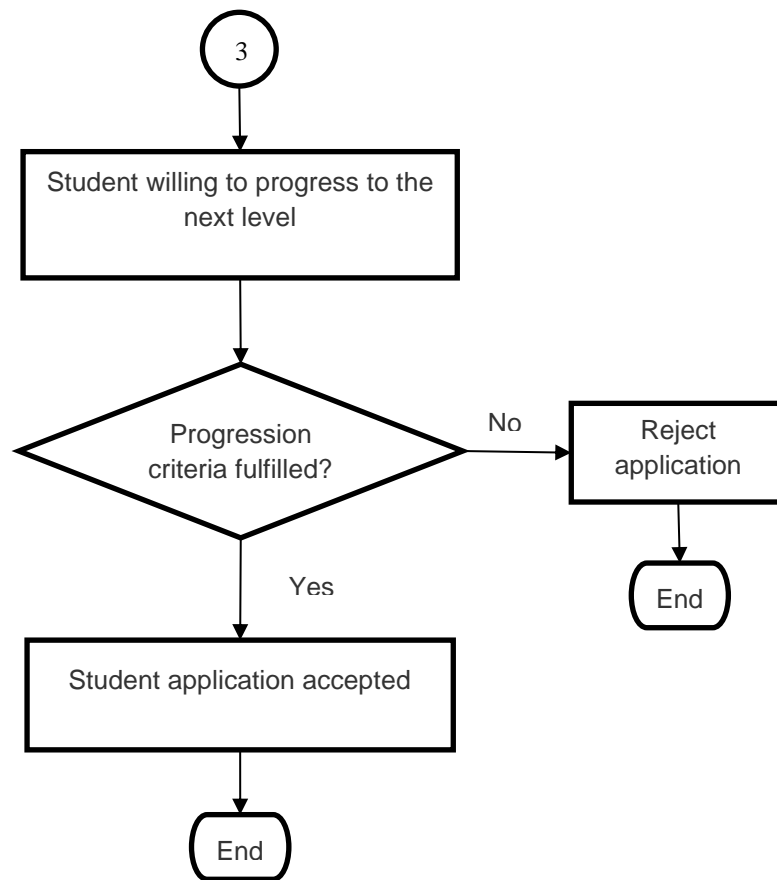 3
Student willing to progress to the
next level
Progression
criteria fulfilled?
No
Reject
application
End
Yes
Student application accepted
End